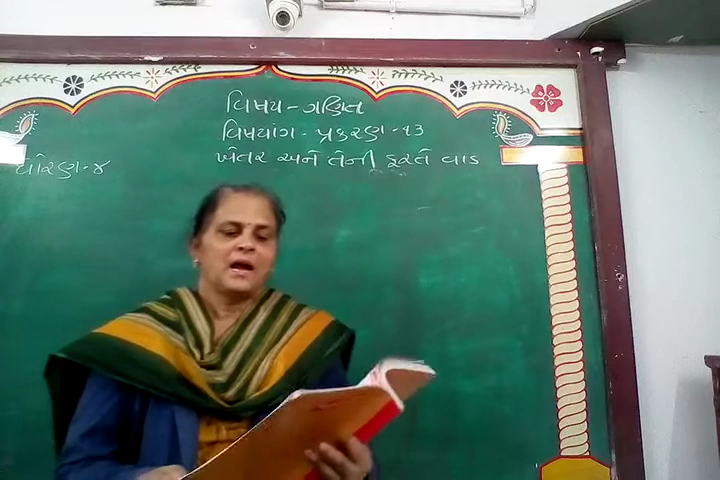 વિષય - ગણિત
વિષયાંગ - પ્રકરણ - ૧૩
ધોરણ - ૪
ખેતર અને તેની ફરતે વાડ